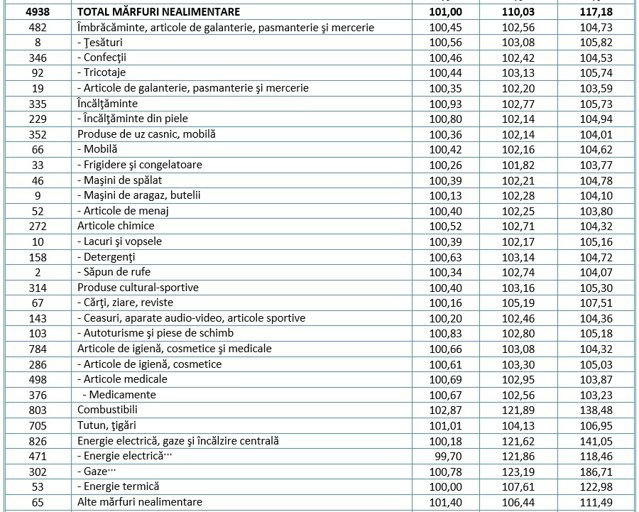 4938 TOTAL MĂRFURI NEALIMENTARE 101,00 110,03 117,18
482 Îmbrăcăminte, articole de galanterie, pasmanterie şi mercerie 100,45 102,56 104,73
8 - Ţesături 100,56 103,08 105,82
346 - Confecţii 100,46 102,42 104,53
92 - Tricotaje 100,44 103,13 105,74
19 - Articole de galanterie, pasmanterie şi mercerie 100,35 102,20 103,59
335 Încălţăminte 100,93 102,77 105,73
229 - Încălţăminte din piele 100,80 102,14 104,94
352 Produse de uz casnic, mobilă 100,36 102,14 104,01
66 - Mobilă 100,42 102,16 104,62
33 - Frigidere şi congelatoare 100,26 101,82 103,77
46 - Maşini de spălat 100,39 102,21 104,78
9 - Maşini de aragaz, butelii 100,13 102,28 104,10
52 - Articole de menaj 100,40 102,25 103,80
272 Articole chimice 100,52 102,71 104,32
10 - Lacuri şi vopsele 100,39 102,17 105,16
158 - Detergenţi 100,63 103,14 104,72
2 - Săpun de rufe 100,34 102,74 104,07
314 Produse cultural-sportive 100,40 103,16 105,30
67 - Cărţi, ziare, reviste 100,16 105,19 107,51
143 - Ceasuri, aparate audio-video, articole sportive 100,20 102,46 104,36
103 - Autoturisme şi piese de schimb 100,83 102,80 105,18
784 Articole de igienă, cosmetice şi medicale 100,66 103,08 104,32
286 - Articole de igienă, cosmetice 100,61 103,30 105,03
498 - Articole medicale 100,69 102,95 103,87
376 - Medicamente 100,67 102,56 103,23
803 Combustibili 102,87 121,89 138,48
705 Tutun, ţigări 101,01 104,13 106,95
826 Energie electrică, gaze şi încălzire centrală 100,18 121,62 141,05
471 - Energie electrică*** 99,70 121,86 118,46
302 - Gaze*** 100,78 123,19 186,71
53 - Energie termică 100,00 107,61 122,98
65 Alte mărfuri nealimentare 101,40 106,44 111,49